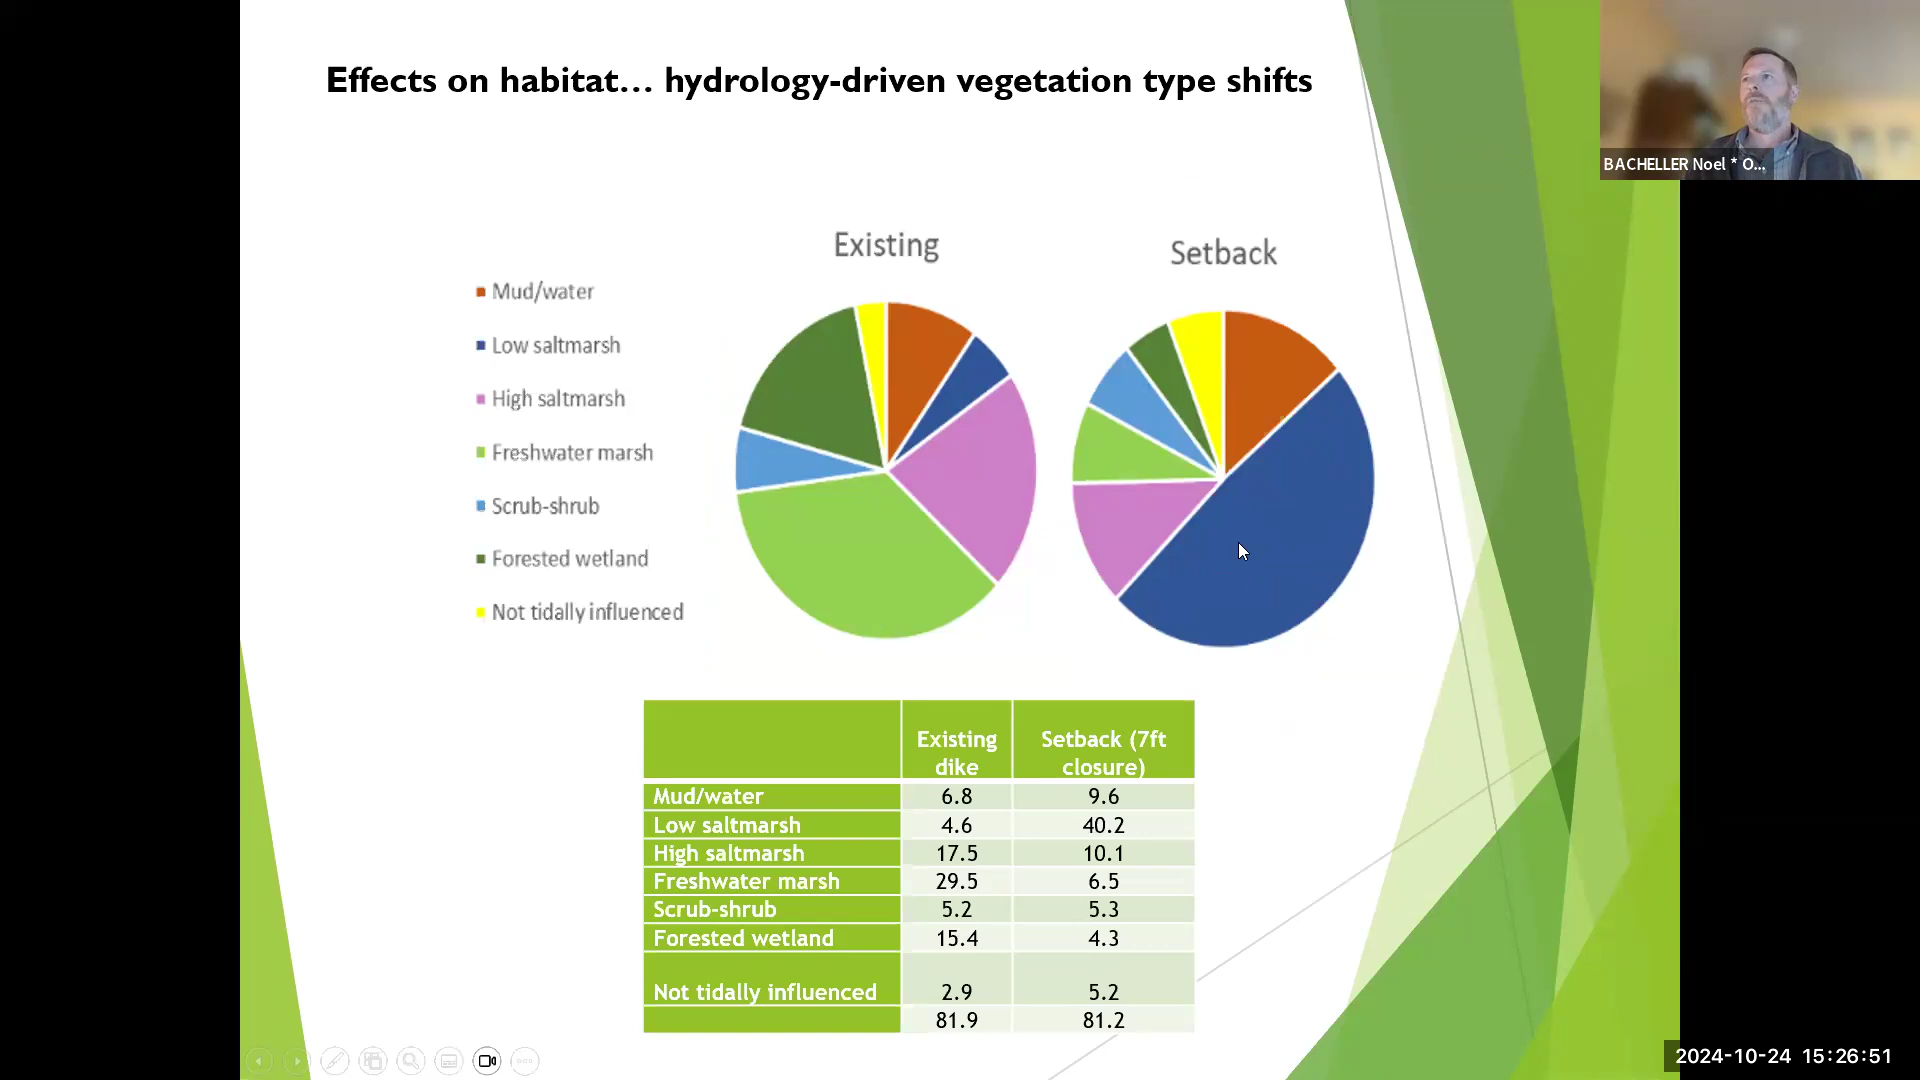 Effects on habitat... hydrology-driven vegetation type shifts
BACHELLER Noel * O...
Existing
Setback
Mud/water
Low saltmarsh
High saltmarsh
Freshwater marsh
Scrub-shrub
Forested wetland
Not tidally influenced
Existing dike
Setback (7ft closure)
Mud/water 6.8 9.6
Low saltmarsh 4.6 40.2
High saltmarsh 17.5 10.1
Freshwater marsh 29.5 6.5
Scrub-shrub 5.2 5.3
Forested wetland 15.4 4.3
Not tidally influenced 2.9 5.2
81.9 81.2
2024-10-24 15:26:51